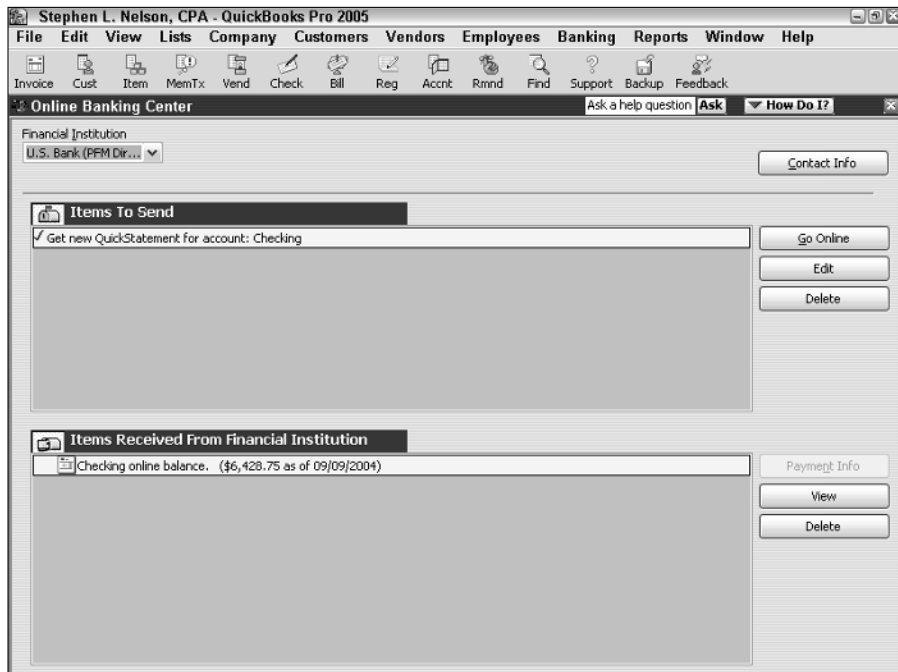 Stephen L. Nelson, CPA - QuickBooks Pro 2005
File Edit View Lists Company Customers Vendors Employees Banking Reports Window Help
Invoice Cust Item MemTx Vend Check Bill Reg Accnt Rmnd Find Support Backup Feedback
Online Banking Center Ask a help question Ask How Do I?
Financial Institution
U.S. Bank (PFM Dir...
Contact Info
Items To Send
Get new QuickStatement for account: Checking
Go Online
Edit
Delete
Items Received From Financial Institution
Checking online balance. ($6,428.75 as of 09/09/2004)
Payment Info
View
Delete